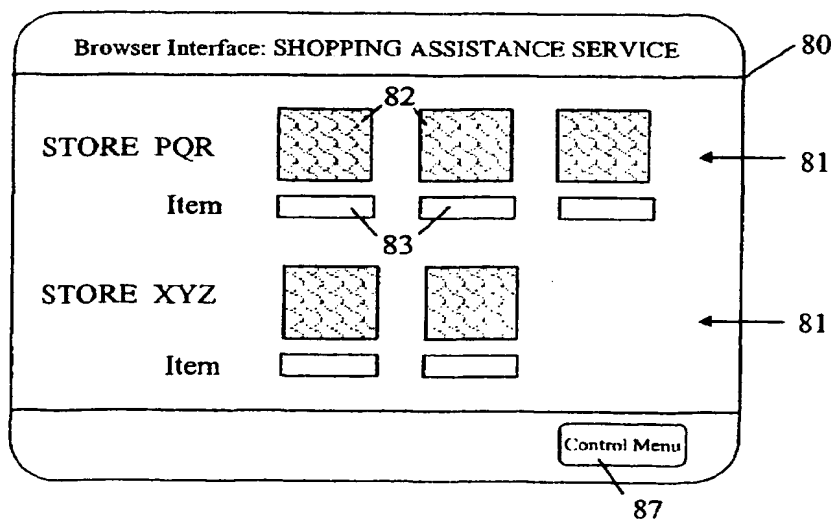 Browser Interface: SHOPPING ASSISTANCE SERVICE
80
82
STORE PQR
81
Item
83
STORE XYZ
81
Item
Control Menu
87